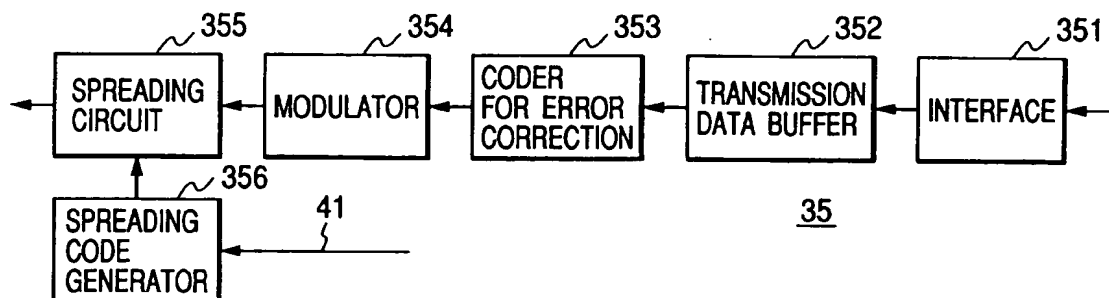 355
354
353
352
351
SPREADING
CIRCUIT
MODULATOR
CODER
FOR ERROR
CORRECTION
TRANSMISSION
DATA BUFFER
INTERFACE
356
SPREADING
CODE
GENERATOR
41
35